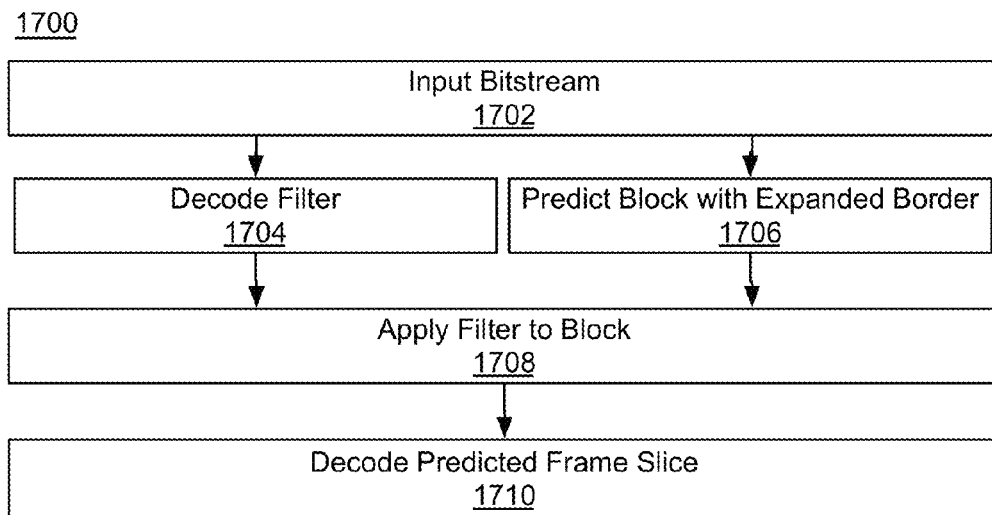 1700
Input Bitstream
1702
Decode Filter
1704
Predict Block with Expanded Border
1706
Apply Filter to Block
1708
Decode Predicted Frame Slice
1710